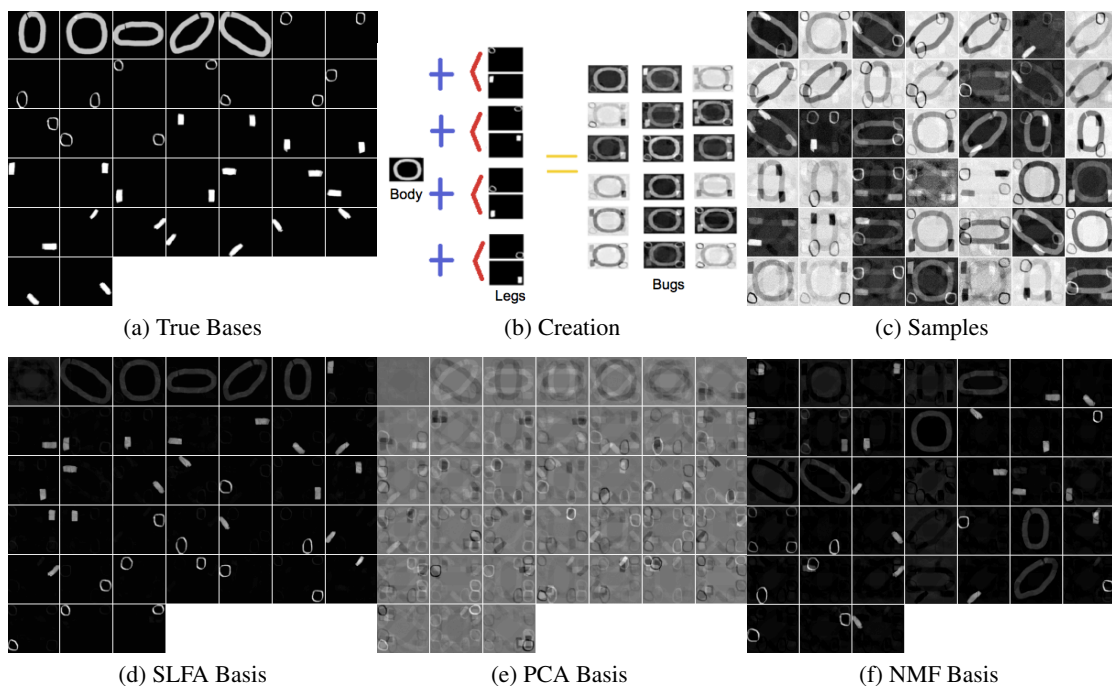 Body
Legs
Bugs
(a) True Bases
(b) Creation
(c) Samples
(d) SLFA Basis
(e) PCA Basis
(f) NMF Basis